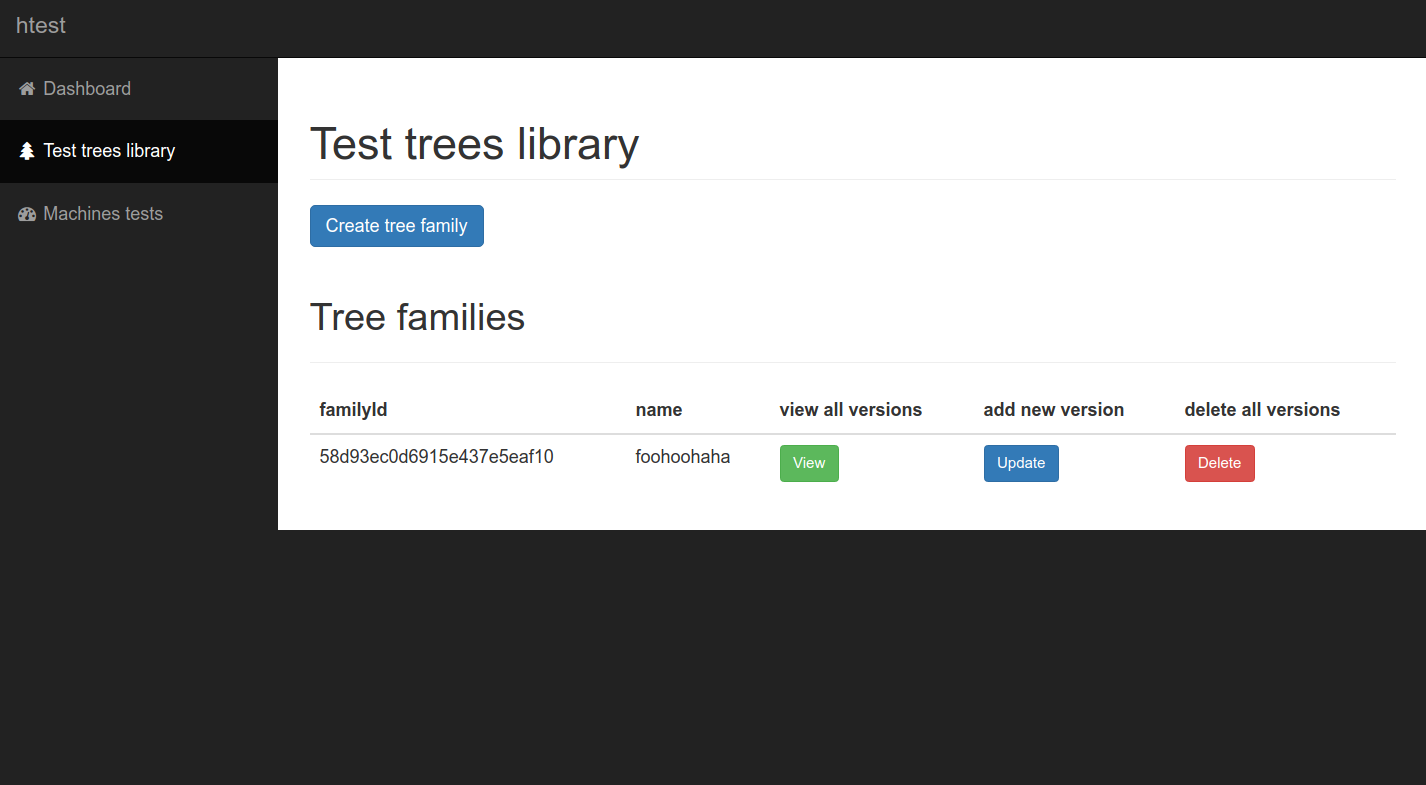 htest
Dashboard
Test trees library
Machines tests
Test trees library
Create tree family
Tree families
familyId name view all versions add new version delete all versions
58d93ec0d6915e437e5eaf10 foohoohaha View Update Delete